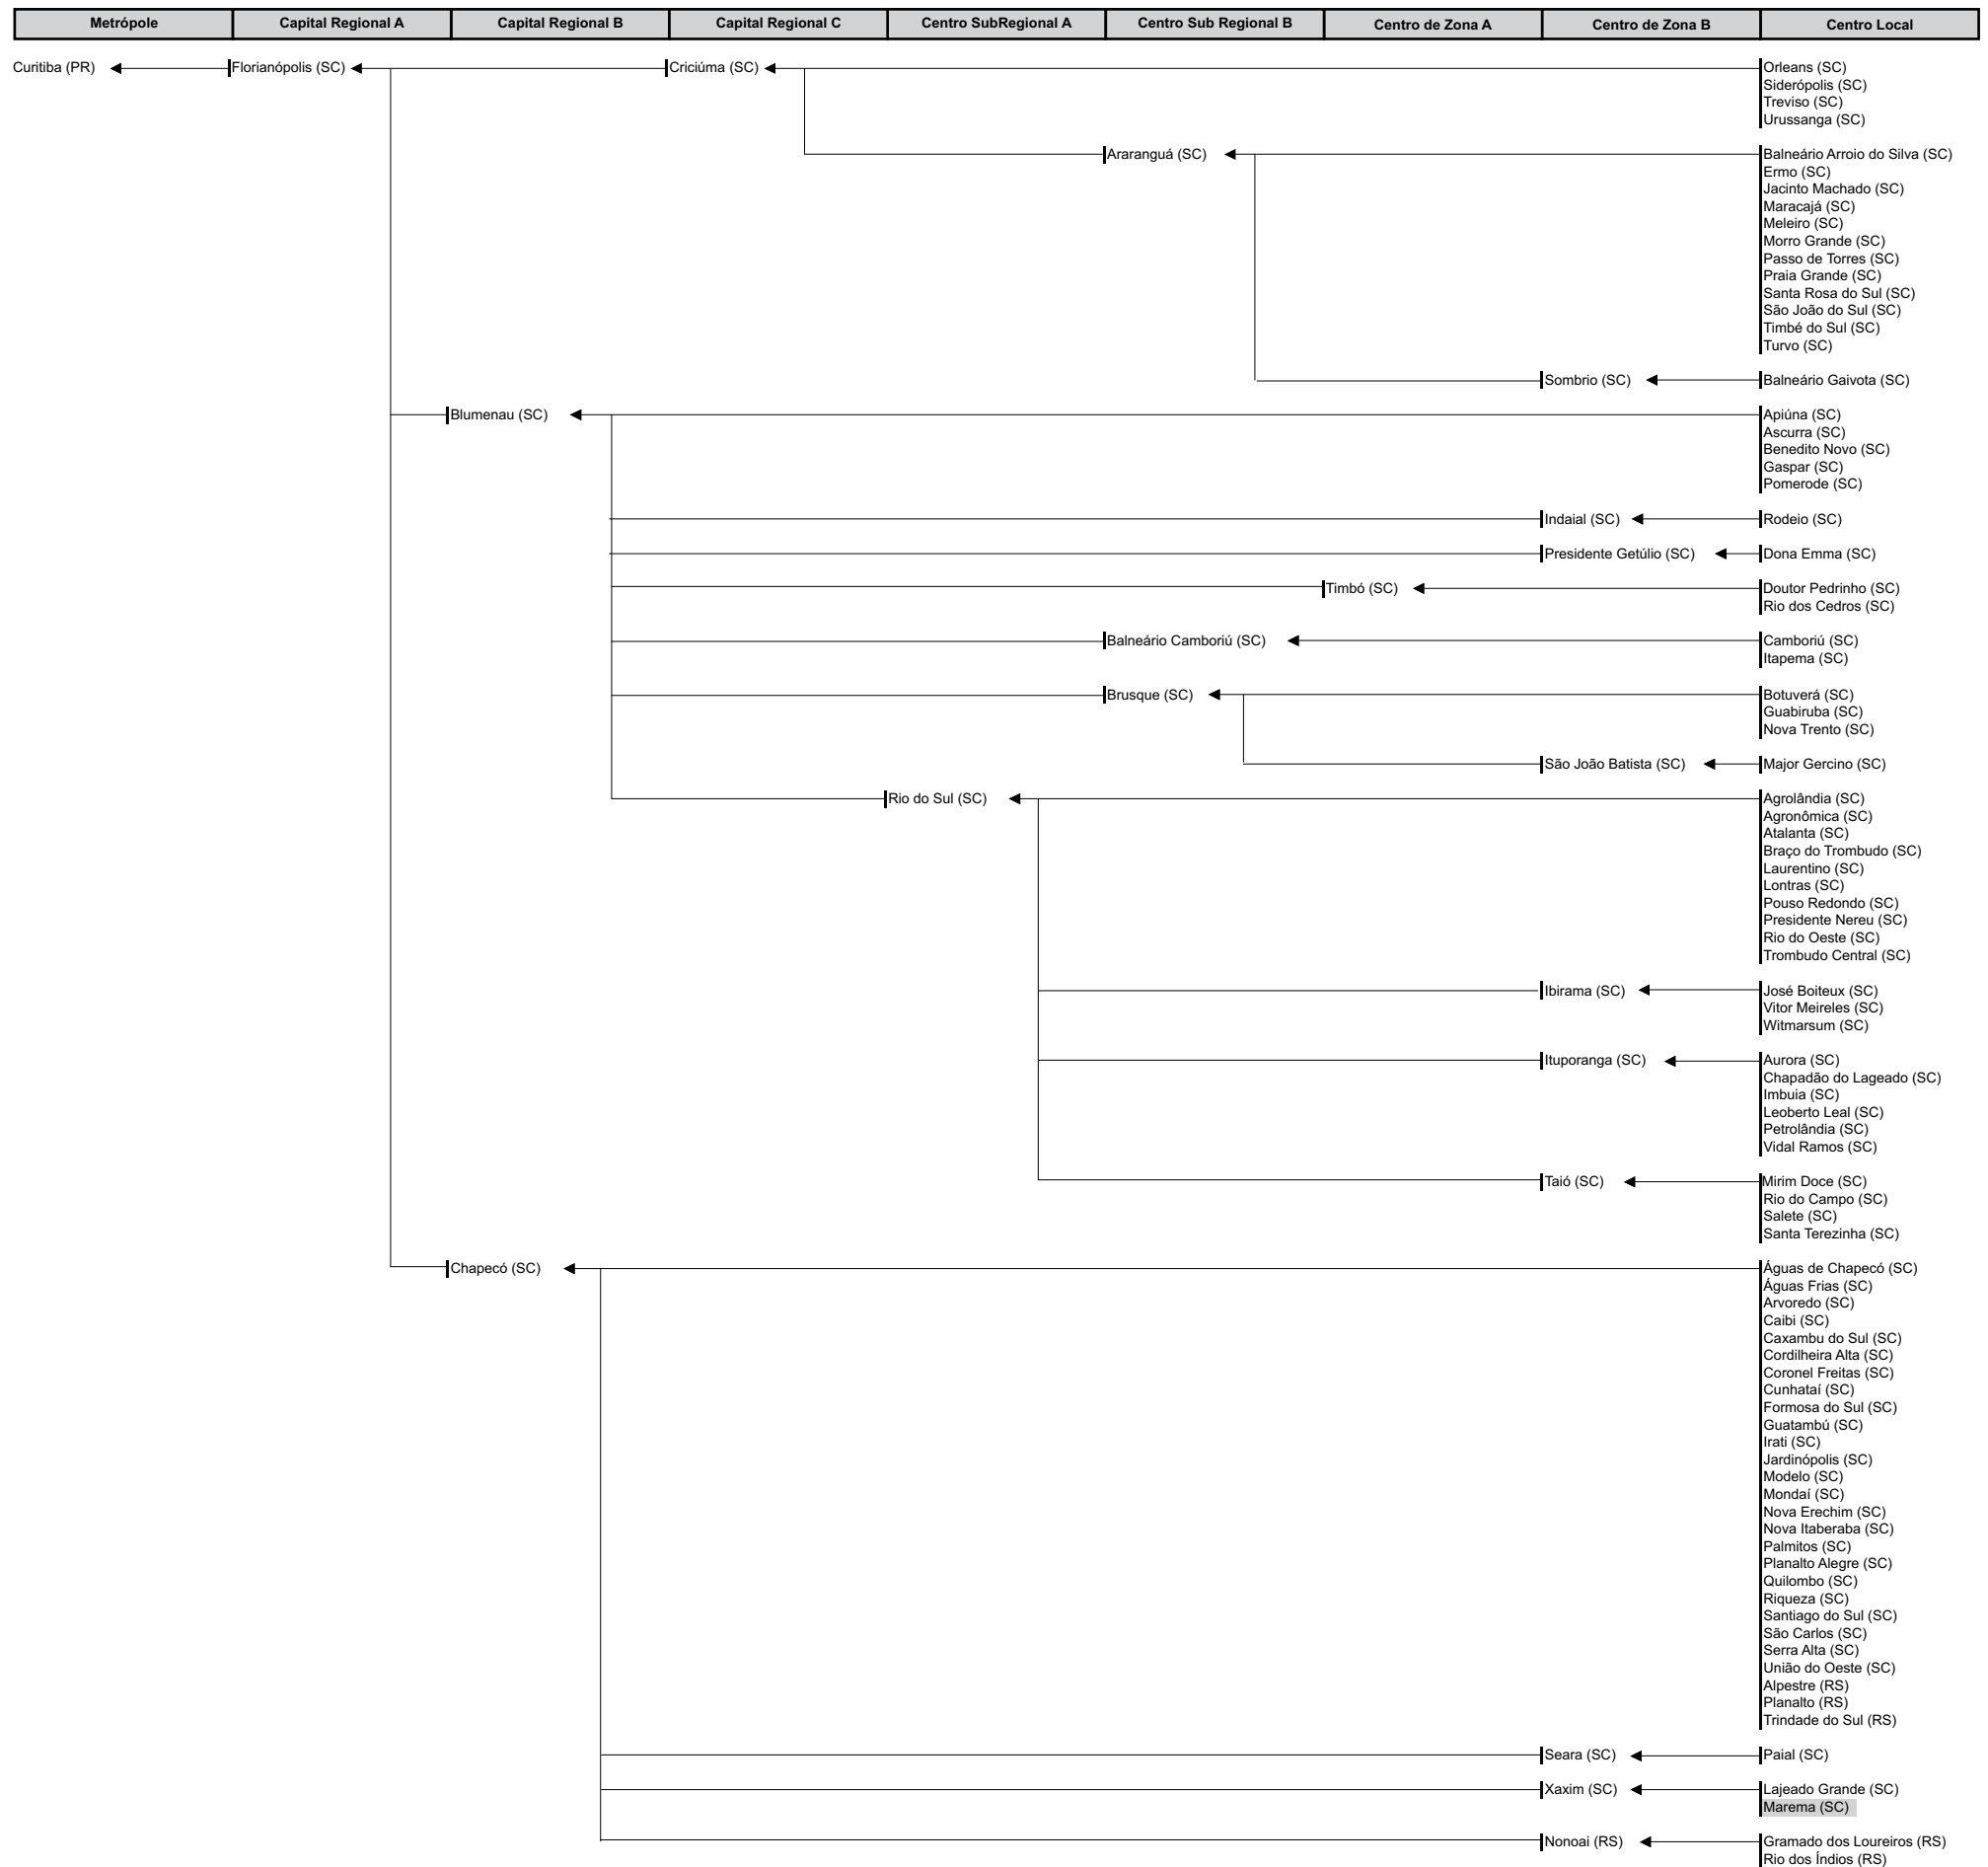 Metrópole
Capital Regional A
Capital Regional B
Capital Regional C
Centro SubRegional A
Centro Sub Regional B
Centro de Zona A
Centro de Zona B
Centro Local
Curitiba (PR)
Florianópolis (SC)
Criciúma (SC)
Orleans (SC)
Siderópolis (SC)
Treviso (SC)
Urussanga (SC)
Araranguá (SC)
Balneário Arroio do Silva (SC)
Ermo (SC)
Jacinto Machado (SC)
Maracajá (SC)
Meleiro (SC)
Morro Grande (SC)
Passo de Torres (SC)
Praia Grande (SC)
Santa Rosa do Sul (SC)
São João do Sul (SC)
Timbé do Sul (SC)
Turvo (SC)
Sombrio (SC)
Balneário Gaivota (SC)
Blumenau (SC)
Apiúna (SC)
Ascurra (SC)
Benedito Novo (SC)
Gaspar (SC)
Pomerode (SC)
Indaial (SC)
Rodeio (SC)
Presidente Getúlio (SC)
Dona Emma (SC)
Timbó (SC)
Doutor Pedrinho (SC)
Rio dos Cedros (SC)
Balneário Camboriú (SC)
Camboriú (SC)
Itapema (SC)
Brusque (SC)
Botuverá (SC)
Guabiruba (SC)
Nova Trento (SC)
São João Batista (SC)
Major Gercino (SC)
Rio do Sul (SC)
Agrolândia (SC)
Agronômica (SC)
Atalanta (SC)
Braço do Trombudo (SC)
Laurentino (SC)
Lontras (SC)
Pouso Redondo (SC)
Presidente Nereu (SC)
Rio do Oeste (SC)
Trombudo Central (SC)
Ibirama (SC)
José Boiteux (SC)
Vitor Meireles (SC)
Witmarsum (SC)
Ituporanga (SC)
Aurora (SC)
Chapadão do Lageado (SC)
Imbuia (SC)
Leoberto Leal (SC)
Petrolândia (SC)
Vidal Ramos (SC)
Taió (SC)
Mirim Doce (SC)
Rio do Campo (SC)
Salete (SC)
Santa Terezinha (SC)
Chapecó (SC)
Águas de Chapecó (SC)
Águas Frias (SC)
Arvoredo (SC)
Caibi (SC)
Caxambu do Sul (SC)
Cordilheira Alta (SC)
Coronel Freitas (SC)
Cunhataí (SC)
Formosa do Sul (SC)
Guatambú (SC)
Irati (SC)
Jardinópolis (SC)
Modelo (SC)
Mondaí (SC)
Nova Erechim (SC)
Nova Itaberaba (SC)
Palmitos (SC)
Planalto Alegre (SC)
Quilombo (SC)
Riqueza (SC)
Santiago do Sul (SC)
São Carlos (SC)
Serra Alta (SC)
União do Oeste (SC)
Alpestre (RS)
Planalto (RS)
Trindade do Sul (RS)
Seara (SC)
Paial (SC)
Xaxim (SC)
Lajeado Grande (SC)
Marema (SC)
Nonoai (RS)
Gramado dos Loureiros (RS)
Rio dos Índios (RS)